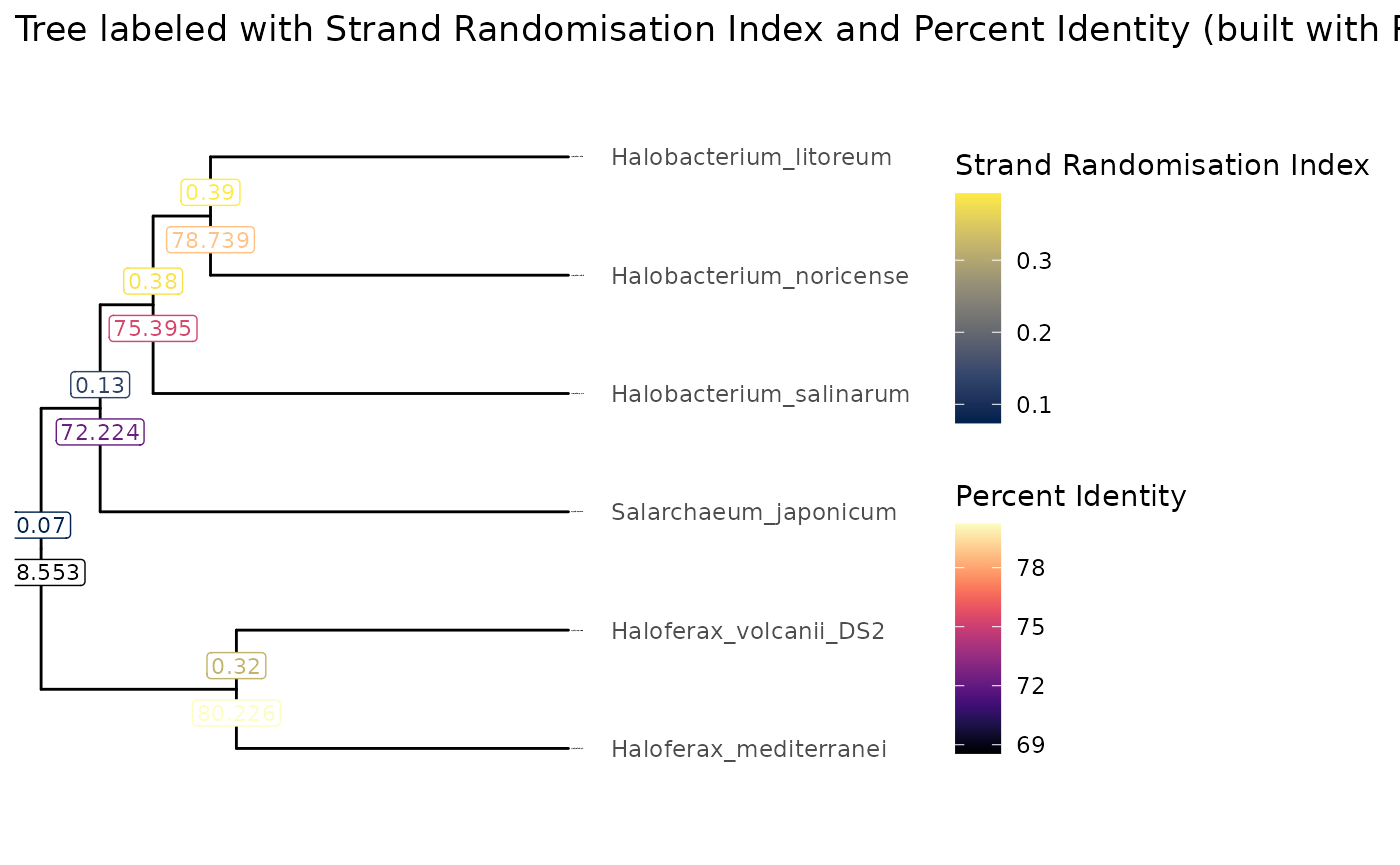 Tree labeled with Strand Randomisation Index and Percent Identity (built with
Halobacterium_litoreum
Strand Randomisation Index
0.39
78.739
0.3
Halobacterium_noricense
0.38
75.395
0.2
0.13
Halobacterium_salinarum
0.1
72.224
Percent Identity
0.07
Salarchaeum_japonicum
8.553
78
75
Haloferax_volcanii_DS2
0.32
72
80.226
69
Haloferax_mediterranei